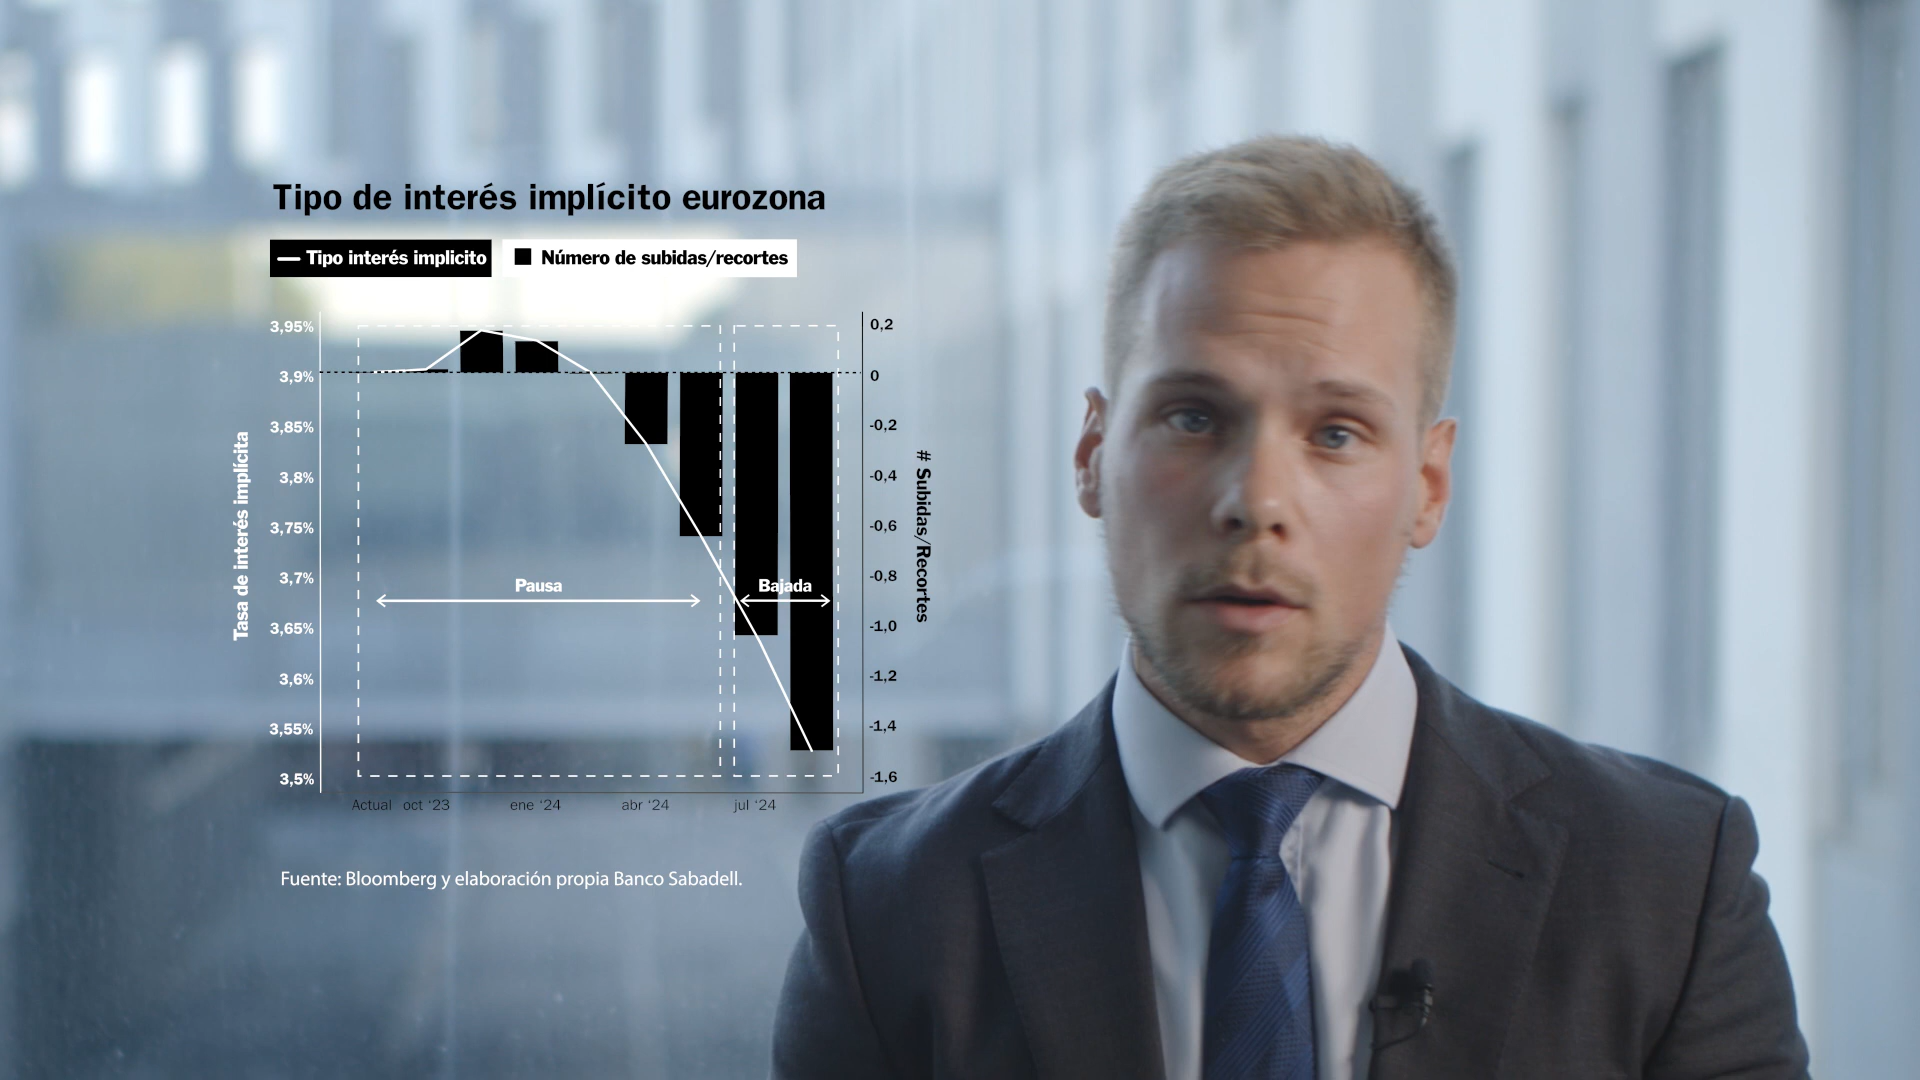 Tipo de interés implícito eurozona
Tipo interés implicito
Número de subidas/recortes
3,95%
3,9%
3,85%
3,8%
3,75%
3,7%
3,65%
3,6%
3,55%
3,5%
Tasa de interés implícita
0,2
0
-0,2
-0,4
-0,6
-0,8
-1,0
-1,2
-1,4
-1,6
# Subidas/Recortes
Pausa
Bajada
Actual oct ‘23 ene ‘24 abr ‘24 jul ‘24
Fuente: Bloomberg y elaboración propia Banco Sabadell.